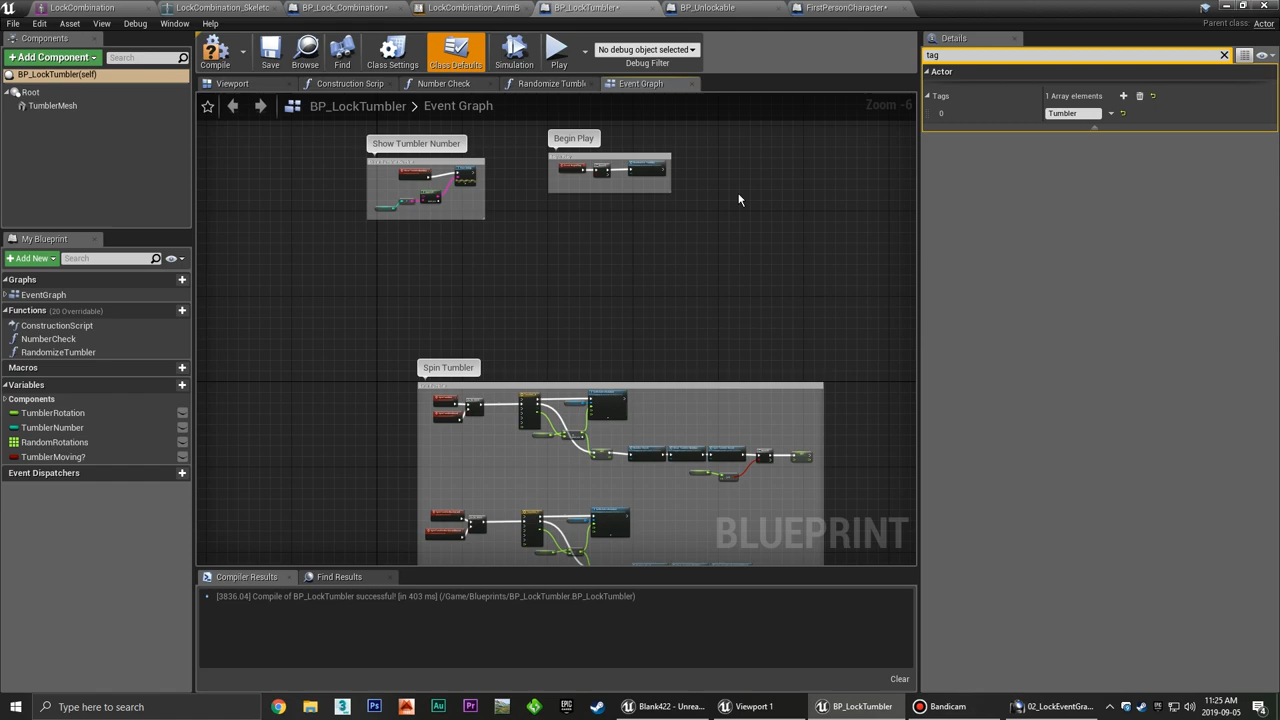 LockCombination
LockCombination_Skeletc
BP_Lock_Combination*
LockCombination_AnimB
BP_LockTumbler*
BP_Unlockable
FirstPersonCharacter*
File
Edit
Asset
View
Debug
Window
Help
Parent class: Actor
Components
Add Component
Search
BP_LockTumbler(self)
Root
TumblerMesh
Compile
Save
Browse
Find
Class Settings
Class Defaults
Simulation
Play
No debug object selected
Debug Filter
Viewport
Construction Scrip
Number Check
Randomize Tumble
Event Graph
BP_LockTumbler > Event Graph
Zoom -6
Show Tumbler Number
Begin Play
Spin Tumbler
BLUEPRINT
My Blueprint
Add New
Search
Graphs
EventGraph
Functions (20 Overridable)
ConstructionScript
NumberCheck
RandomizeTumbler
Macros
Variables
Components
TumblerRotation
TumblerNumber
RandomRotations
TumblerMoving?
Event Dispatchers
Details
tag
Actor
Tags
1 Array elements
0
Tumbler
Compiler Results
Find Results
[3836.04] Compile of BP_LockTumbler successful! [in 403 ms] (/Game/Blueprints/BP_LockTumbler.BP_LockTumbler)
Clear
Type here to search
Blank422 - Unrea...
Viewport 1
BP_LockTumbler
Bandicam
02_LockEventGra...
11:25 AM
2019-09-05